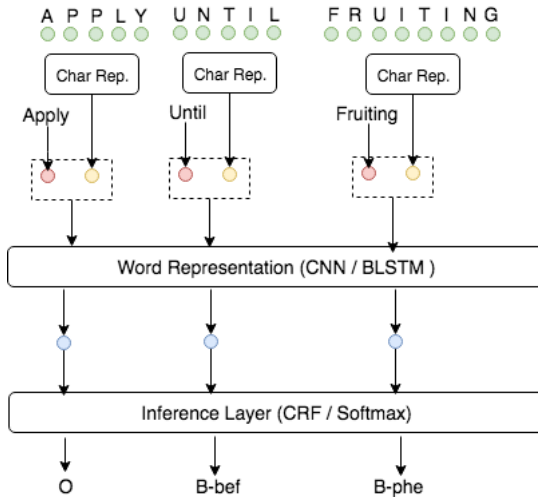 A P P L Y U N T I L F R U I T I N G
Char Rep. Char Rep. Char Rep.
Apply Until Fruiting
Word Representation (CNN / BLSTM )
Inference Layer (CRF / Softmax)
O B-bef B-phe